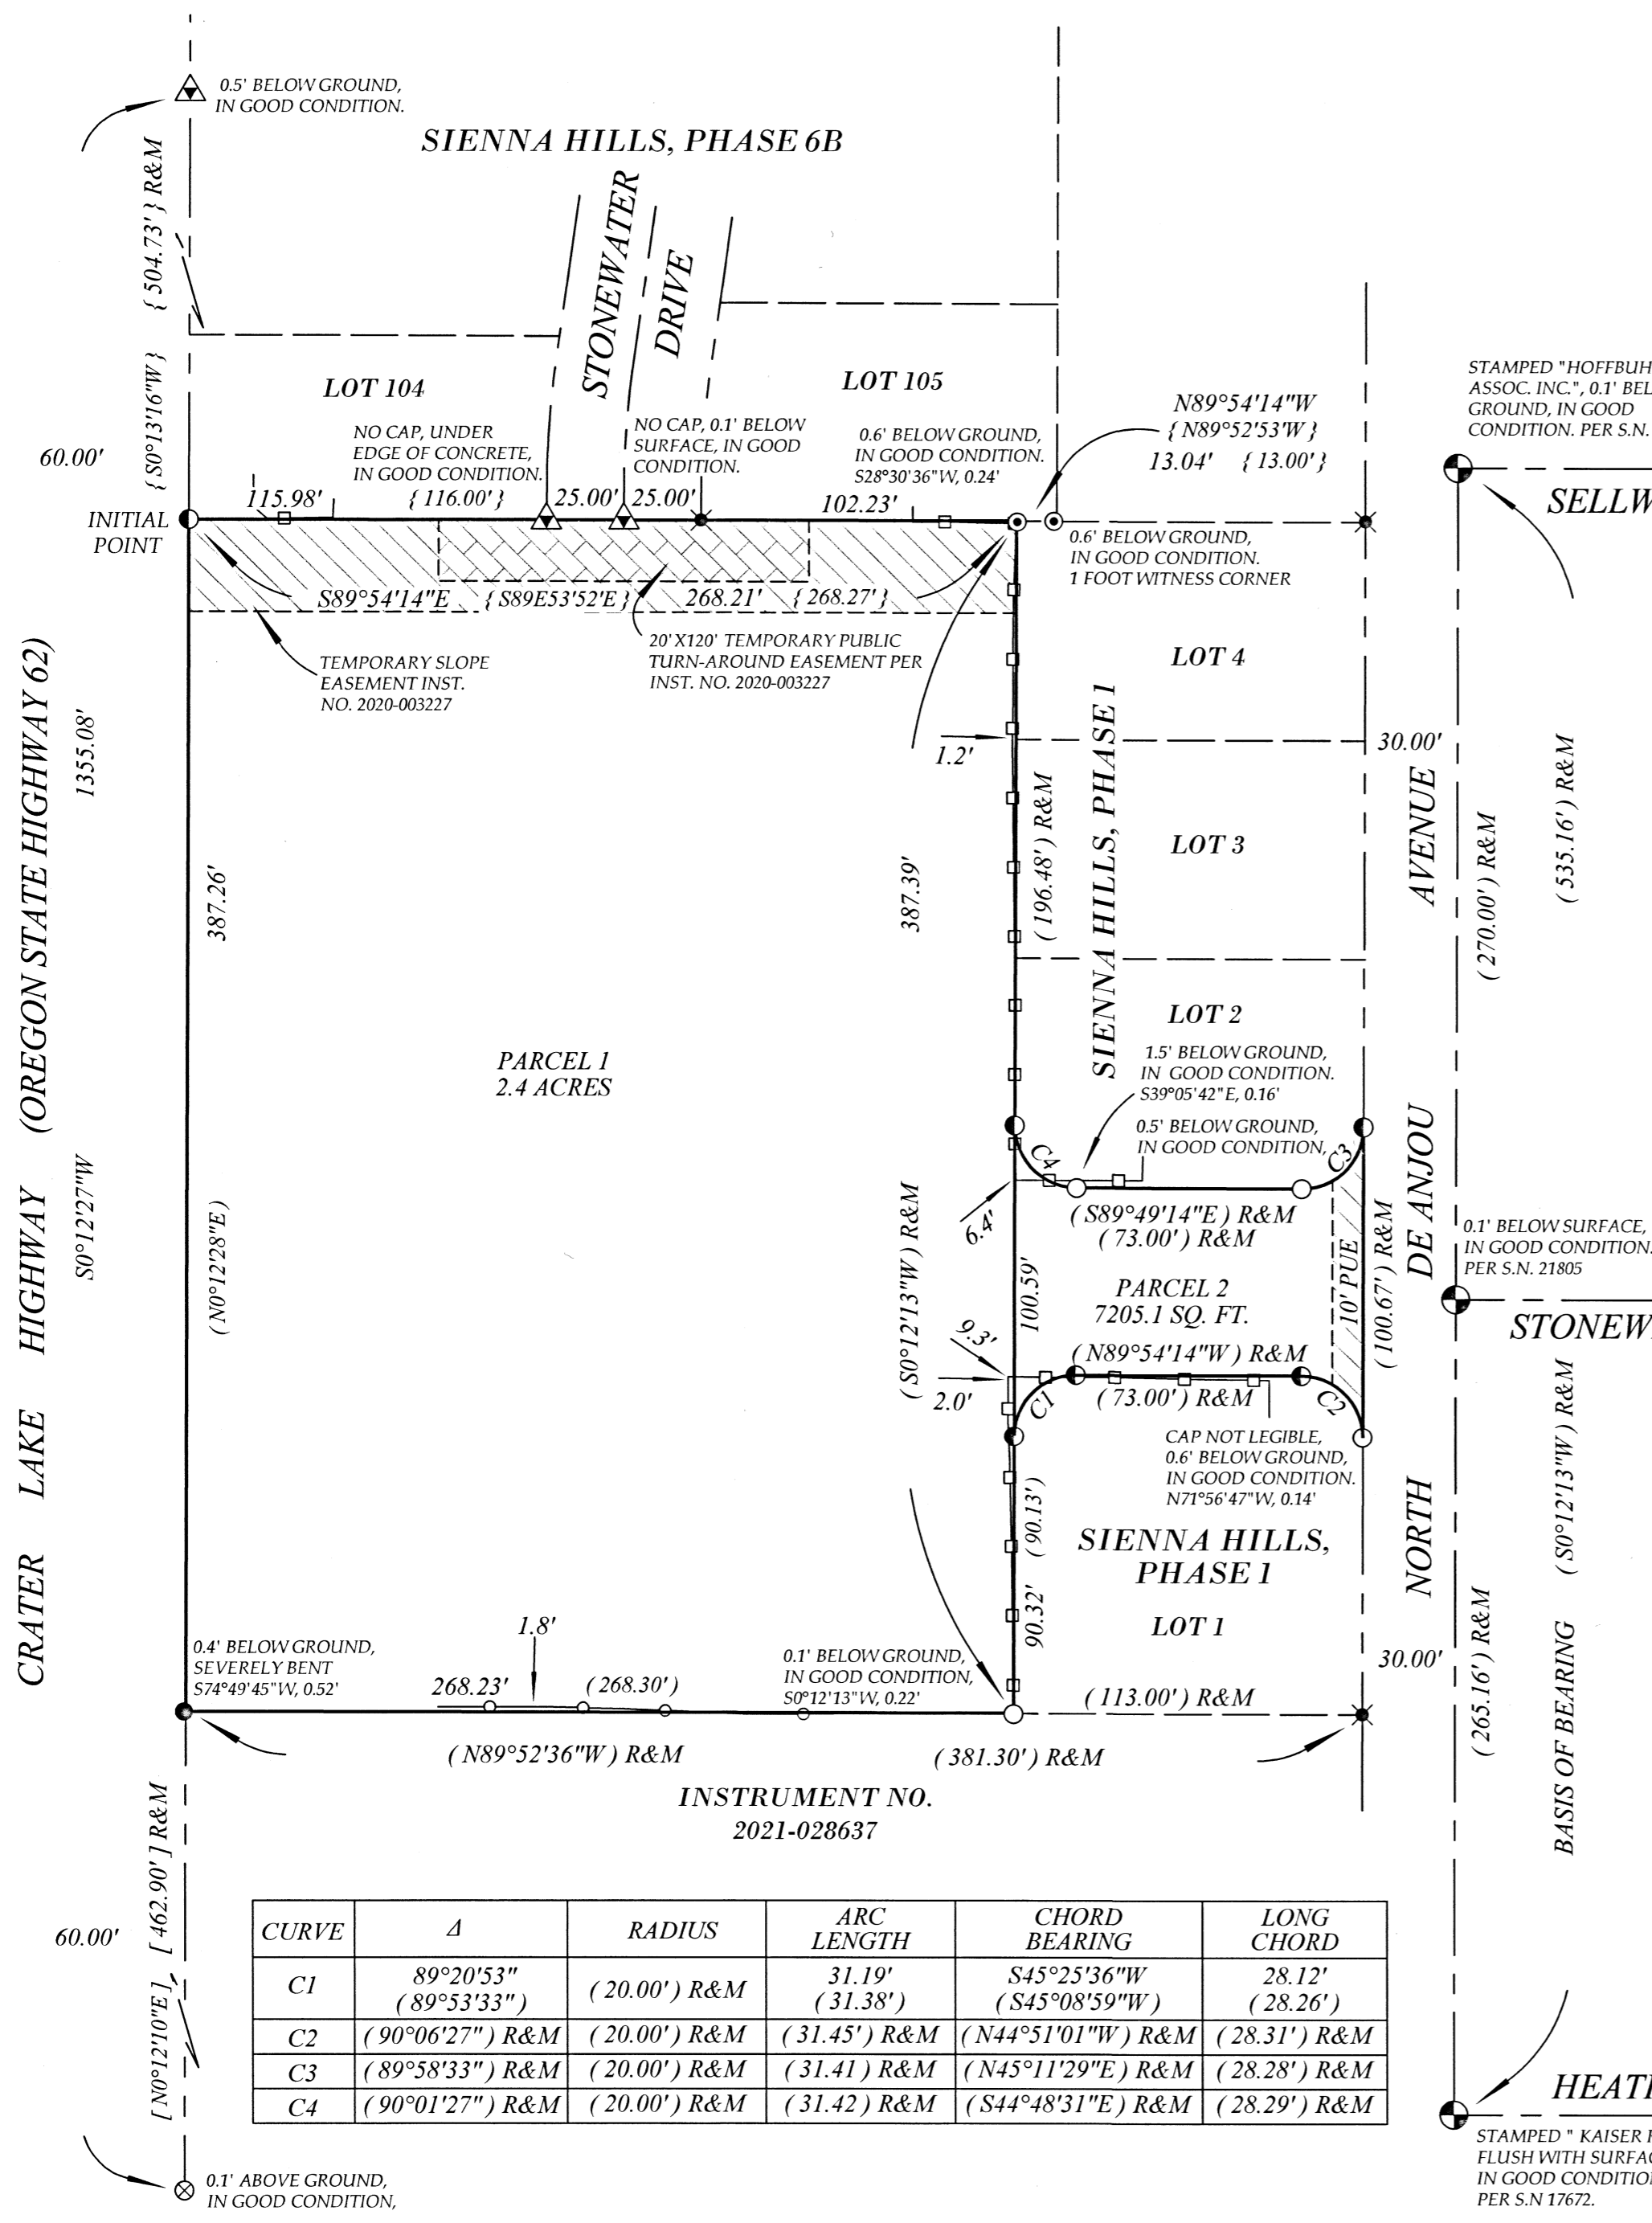 0.5' BELOW GROUND,
IN GOOD CONDITION.
SIENNA HILLS, PHASE 6B
{ S0°13'16"W } { 504.73' } R&M
STONEWATER
DRIVE
LOT 104
LOT 105
NO CAP, UNDER
EDGE OF CONCRETE,
IN GOOD CONDITION.
NO CAP, 0.1' BELOW
SURFACE, IN GOOD
CONDITION.
0.6' BELOW GROUND,
IN GOOD CONDITION.
S28°30'36"W, 0.24'
N89°54'14"W
{ N89°52'53'W }
13.04' { 13.00' }
STAMPED "HOFFBUH
ASSOC. INC.", 0.1' BEL
GROUND, IN GOOD
CONDITION. PER S.N.
SELLW
60.00'
115.98' { 116.00' } 25.00' 25.00' 102.23'
INITIAL
POINT
0.6' BELOW GROUND,
IN GOOD CONDITION.
1 FOOT WITNESS CORNER
S89°54'14"E { S89E53'52'E } 268.21' { 268.27' }
TEMPORARY SLOPE
EASEMENT INST.
NO. 2020-003227
20'X120' TEMPORARY PUBLIC
TURN-AROUND EASEMENT PER
INST. NO. 2020-003227
LOT 4
SIENNA HILLS, PHASE 1
1.2'
30.00'
CRATER LAKE HIGHWAY (OREGON STATE HIGHWAY 62)
S0°12'27"W 1355.08'
(N0°12'28"E) 387.26'
387.39'
(196.48') R&M
LOT 3
NORTH DE ANJOU AVENUE
(270.00') R&M
(535.16') R&M
LOT 2
PARCEL 1
2.4 ACRES
1.5' BELOW GROUND,
IN GOOD CONDITION.
S39°05'42"E, 0.16'
0.5' BELOW GROUND,
IN GOOD CONDITION,
C4
C3
6.4'
(S89°49'14"E) R&M
(73.00') R&M
(S0°12'13"W) R&M
100.59'
PARCEL 2
7205.1 SQ. FT.
10' PUE
(100.67') R&M
0.1' BELOW SURFACE,
IN GOOD CONDITION.
PER S.N. 21805
STONEW
9.3'
(N89°54'14"W) R&M
2.0'
C1
(73.00') R&M
C2
CAP NOT LEGIBLE,
0.6' BELOW GROUND,
IN GOOD CONDITION.
N71°56'47"W, 0.14'
SIENNA HILLS,
PHASE 1
LOT 1
90.32' (90.13')
30.00'
(265.16') R&M
BASIS OF BEARING (S0°12'13"W) R&M
0.4' BELOW GROUND,
SEVERELY BENT
S74°49'45"W, 0.52'
1.8'
268.23' (268.30')
0.1' BELOW GROUND,
IN GOOD CONDITION,
S0°12'13"W, 0.22'
(113.00') R&M
(N89°52'36"W) R&M (381.30') R&M
INSTRUMENT NO.
2021-028637
[N0°12'10"E] [462.90'] R&M
60.00'
CURVE Δ RADIUS ARC LENGTH CHORD BEARING LONG CHORD
C1 89°20'53" (89°53'33") (20.00') R&M 31.19' (31.38') S45°25'36"W (S45°08'59"W) 28.12' (28.26')
C2 (90°06'27") R&M (20.00') R&M (31.45') R&M (N44°51'01"W) R&M (28.31') R&M
C3 (89°58'33") R&M (20.00') R&M (31.41) R&M (N45°11'29"E) R&M (28.28') R&M
C4 (90°01'27") R&M (20.00') R&M (31.42) R&M (S44°48'31"E) R&M (28.29') R&M
0.1' ABOVE GROUND,
IN GOOD CONDITION,
HEATH
STAMPED " KAISER
FLUSH WITH SURFAC
IN GOOD CONDITION
PER S.N 17672.